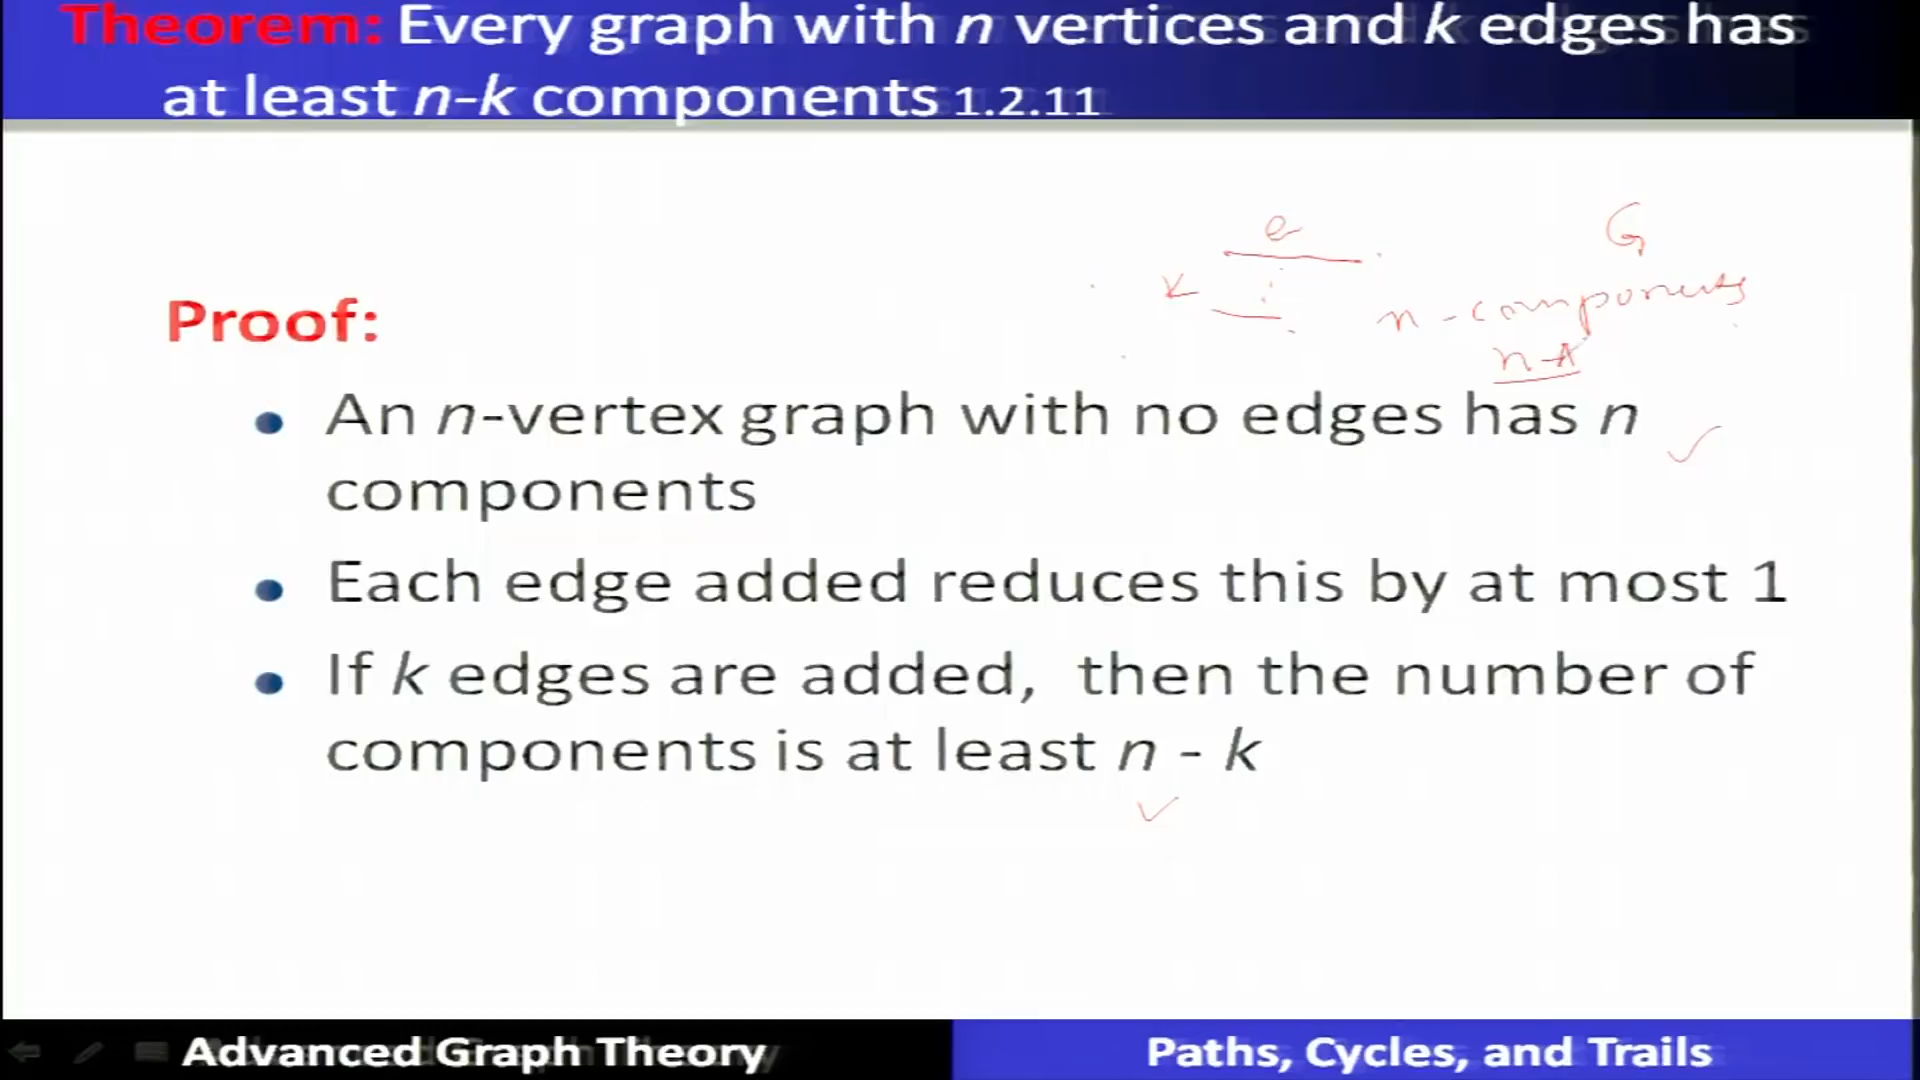 Theorem: Every graph with n vertices and k edges has
at least n-k components 1.2.11
e
G
K
n-components
Proof:
An n-vertex graph with no edges has n
components
Each edge added reduces this by at most 1
If k edges are added, then the number of
components is at least n - k
Advanced Graph Theory
Paths, Cycles, and Trails